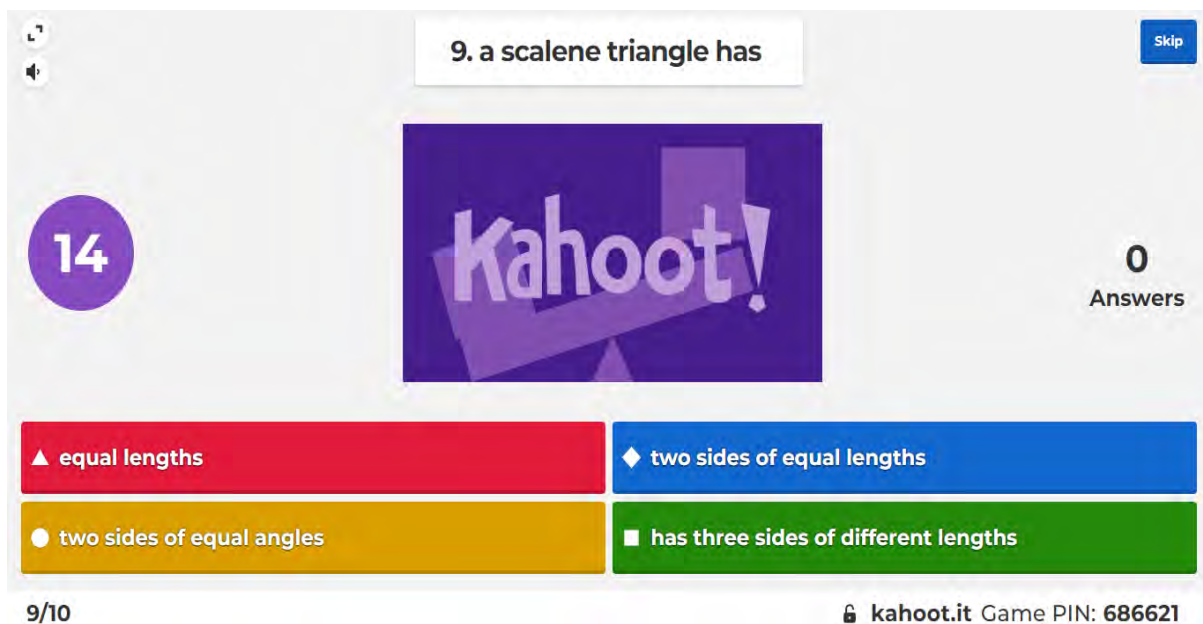 9. a scalene triangle has
Skip
14
Kahoot!
0
Answers
equal lengths
two sides of equal lengths
two sides of equal angles
has three sides of different lengths
9/10
kahoot.it Game PIN: 686621